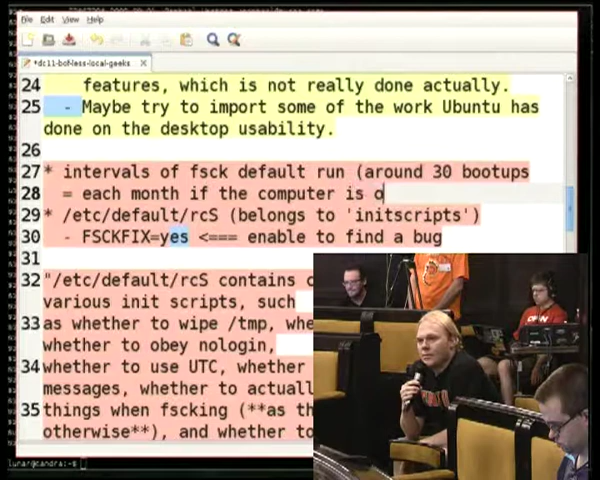 File Edit View Help
*dc11-boNess-local-geeks
24 features, which is not really done actually.
25 - Maybe try to import some of the work Ubuntu has
done on the desktop usability.
26
27 * intervals of fsck default run (around 30 bootups
28 = each month if the computer is o
29 * /etc/default/rcS (belongs to 'initscripts')
30 - FSCKFIX=yes <=== enable to find a bug
31
32 "/etc/default/rcS contains
various init scripts, such
33 as whether to wipe /tmp,
whether to obey nologin,
34 whether to use UTC, whether
messages, whether to actuall
35 things when fscking (**as th
otherwise**), and whether to
lunar@tandra:~$